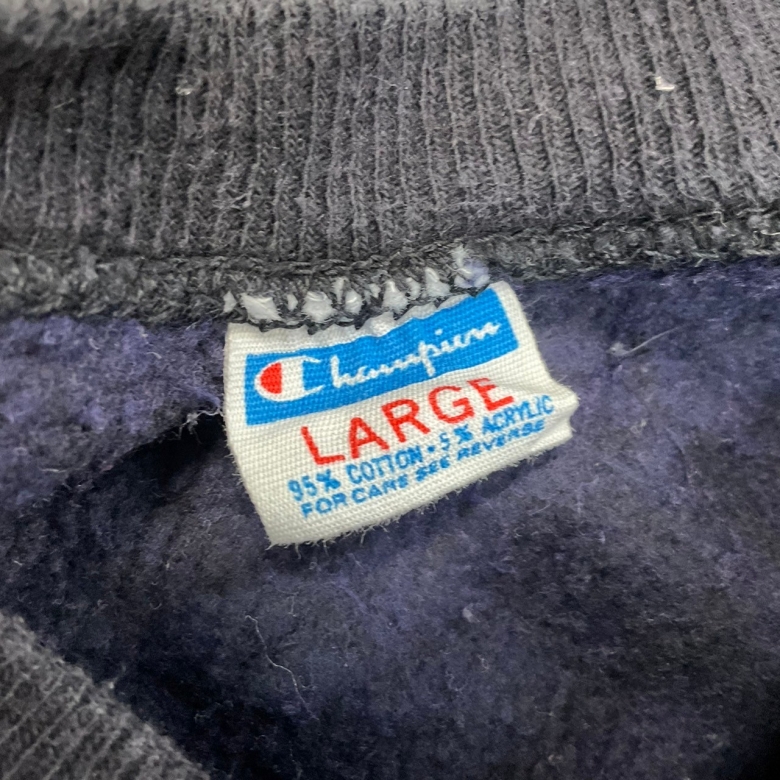 Champion
LARGE
95% COTTON • 5% ACRYLIC
FOR CARE SEE REVERSE